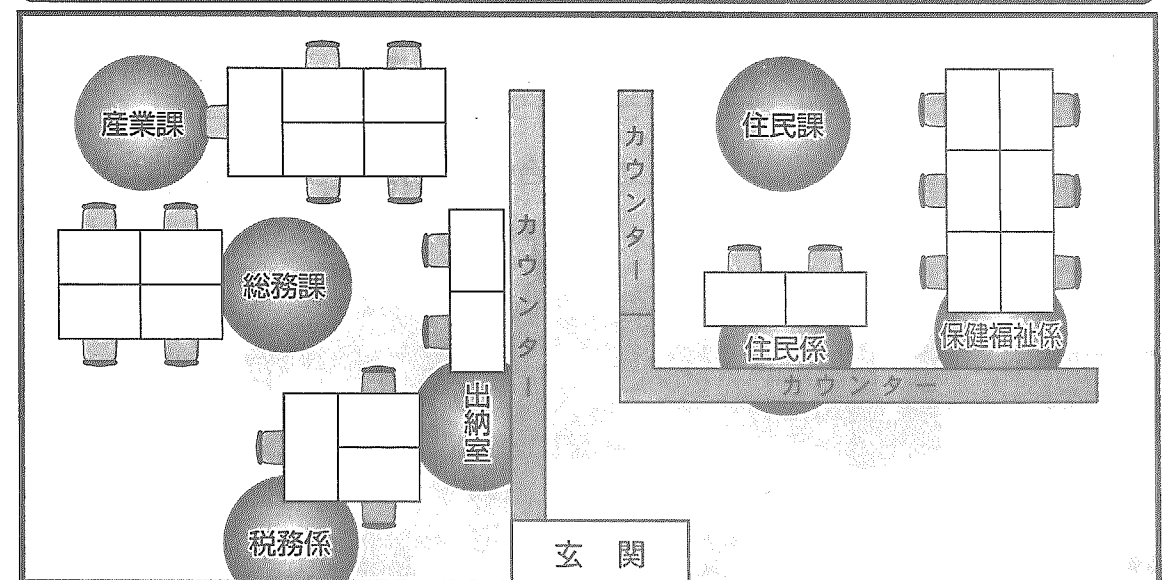 産業課
住民課
カウンター
カウンター
総務課
住民係
保健福祉係
カウンター
出納室
税務係
玄関